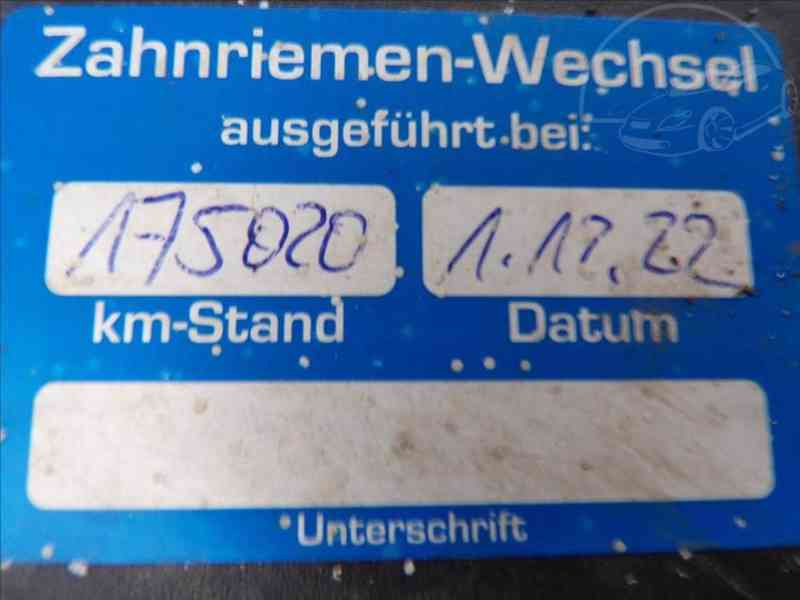 Zahnriemen-Wechsel
ausgeführt bei:
175020 1.12.22
km-Stand Datum
Unterschrift